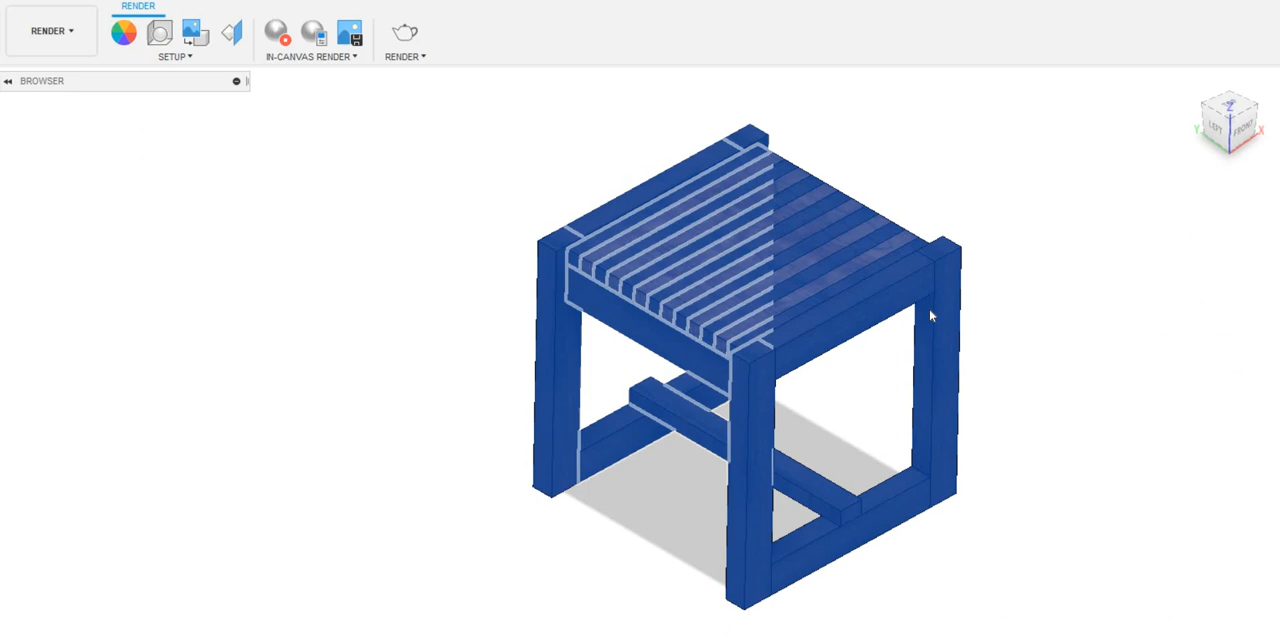 RENDER
RENDER ▾
SETUP ▾
IN-CANVAS RENDER ▾
RENDER ▾
BROWSER
Z
LEFT
FRONT
Y
X